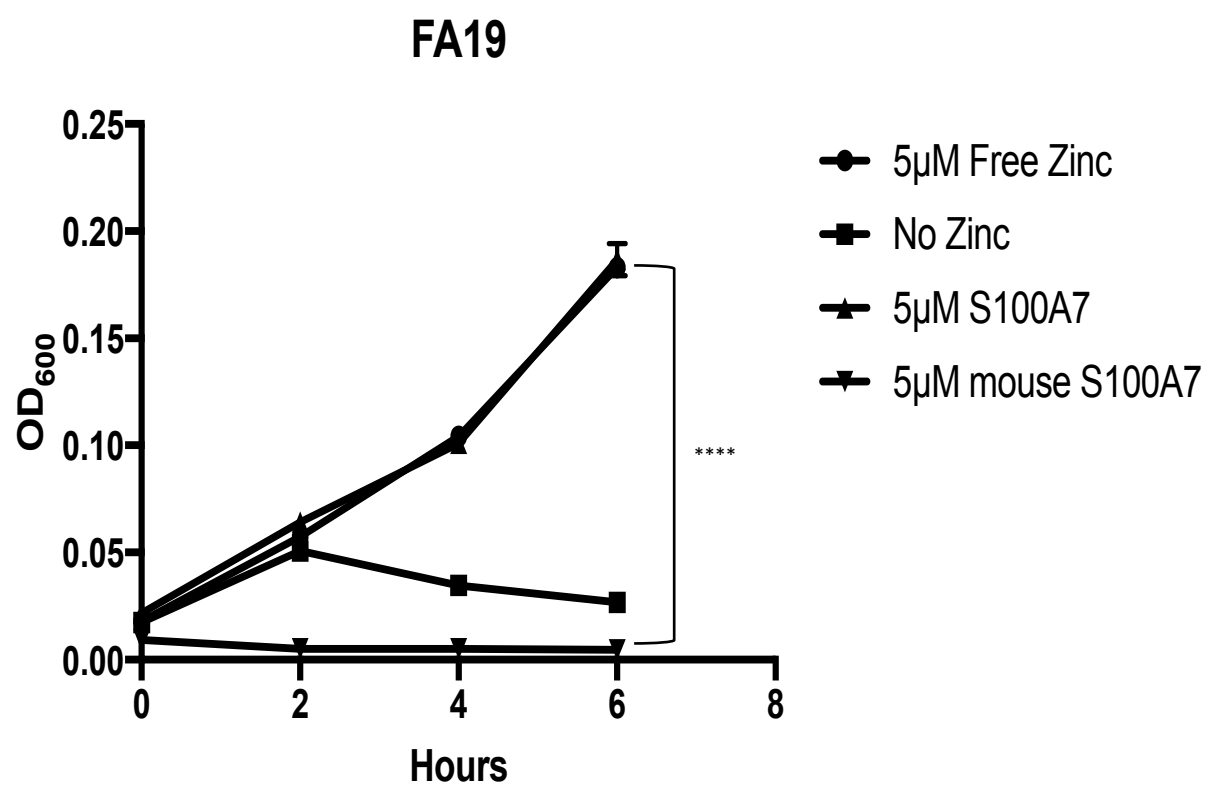 FA19
0.25
0.20
0.15
0.10
0.05
0.00
OD600
0
2
4
6
8
Hours
5µM Free Zinc
No Zinc
5µM S100A7
5µM mouse S100A7
****